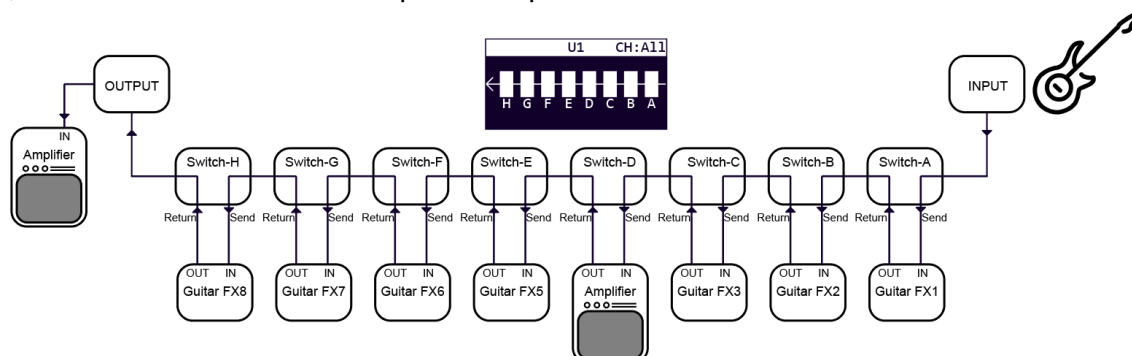 U1 CH:All
H G F E D C B A
OUTPUT
INPUT
IN
Amplifier
Switch-H Switch-G Switch-F Switch-E Switch-D Switch-C Switch-B Switch-A
Return Send Return Send Return Send Return Send Return Send Return Send Return Send Return Send
OUT IN OUT IN OUT IN OUT IN OUT IN OUT IN OUT IN OUT IN
Guitar FX8 Guitar FX7 Guitar FX6 Guitar FX5 Amplifier Guitar FX3 Guitar FX2 Guitar FX1